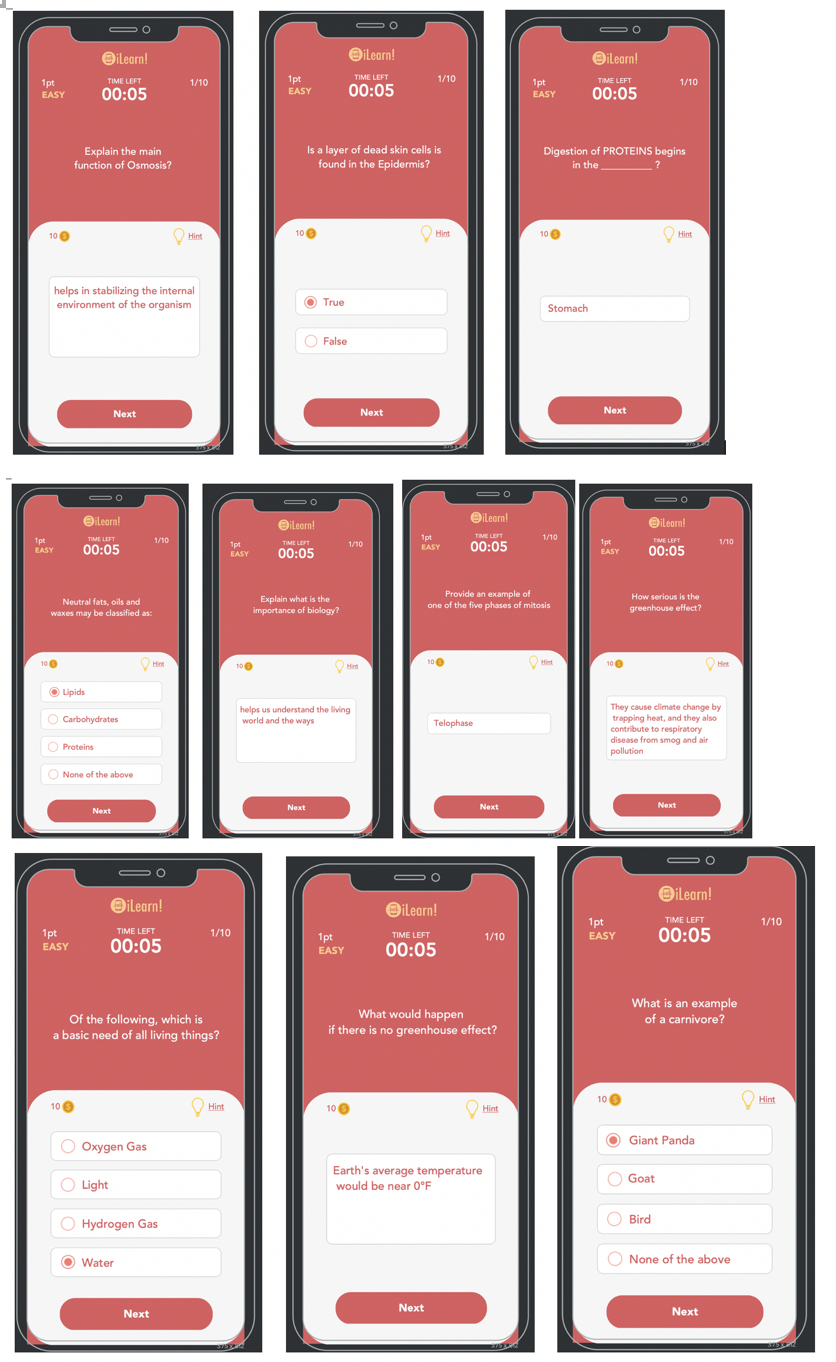 iLearn!
1pt
TIME LEFT
1/10
EASY
00:05
Explain the main
function of Osmosis?
10
Hint
helps in stabilizing the internal
environment of the organism
Next
iLearn!
1pt
TIME LEFT
1/10
EASY
00:05
Is a layer of dead skin cells is
found in the Epidermis?
10
Hint
True
False
Next
iLearn!
1pt
TIME LEFT
1/10
EASY
00:05
Digestion of PROTEINS begins
in the __________ ?
10
Hint
Stomach
Next
iLearn!
1pt
TIME LEFT
1/10
EASY
00:05
Neutral fats, oils and
waxes may be classified as:
10
Hint
Lipids
Carbohydrates
Proteins
None of the above
Next
iLearn!
1pt
TIME LEFT
1/10
EASY
00:05
Explain what is the
importance of biology?
10
Hint
helps us understand the living
world and the ways
Next
iLearn!
1pt
TIME LEFT
1/10
EASY
00:05
Provide an example of
one of the five phases of mitosis
10
Hint
Telophase
Next
iLearn!
1pt
TIME LEFT
1/10
EASY
00:05
How serious is the
greenhouse effect?
10
Hint
They cause climate change by
trapping heat, and they also
contribute to respiratory
disease from smog and air
pollution
Next
iLearn!
1pt
TIME LEFT
1/10
EASY
00:05
Of the following, which is
a basic need of all living things?
10
Hint
Oxygen Gas
Light
Hydrogen Gas
Water
Next
iLearn!
1pt
TIME LEFT
1/10
EASY
00:05
What would happen
if there is no greenhouse effect?
10
Hint
Earth's average temperature
would be near 0°F
Next
iLearn!
1pt
TIME LEFT
1/10
EASY
00:05
What is an example
of a carnivore?
10
Hint
Giant Panda
Goat
Bird
None of the above
Next